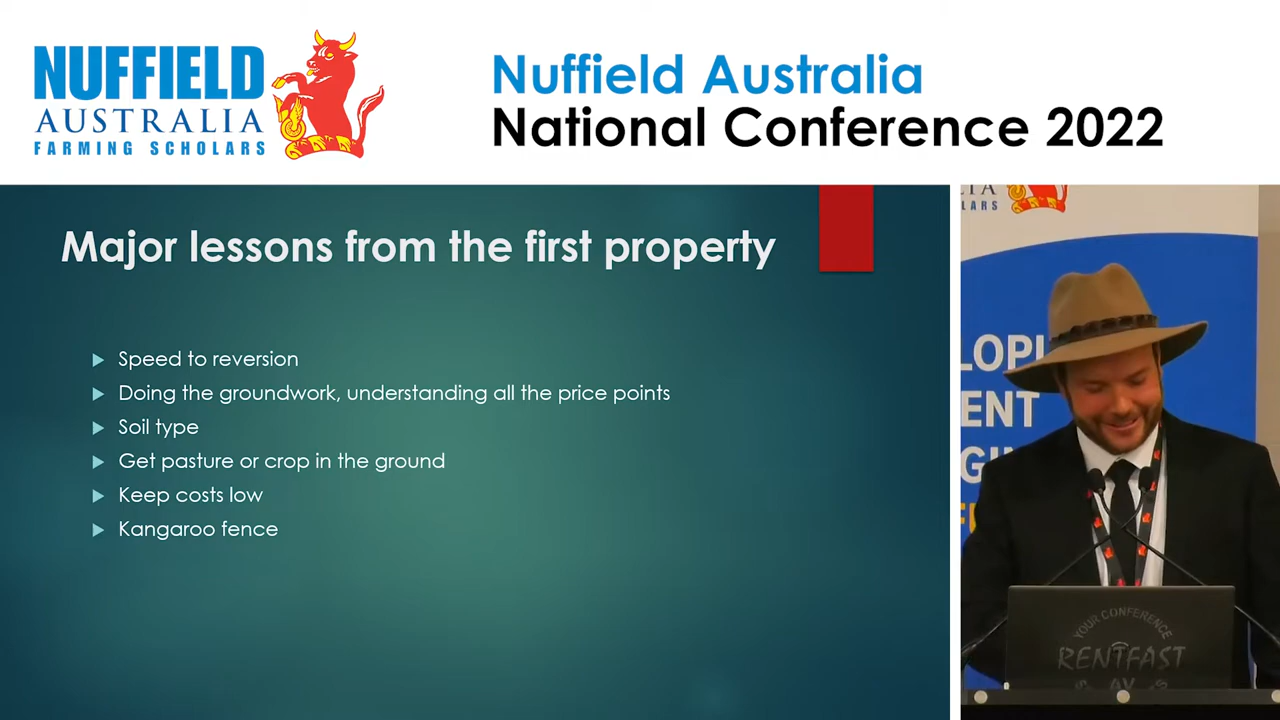 NUFFIELD
AUSTRALIA
FARMING SCHOLARS
Nuffield Australia
National Conference 2022
Major lessons from the first property
Speed to reversion
Doing the groundwork, understanding all the price points
Soil type
Get pasture or crop in the ground
Keep costs low
Kangaroo fence
YOUR CONFERENCE
RENTFAST